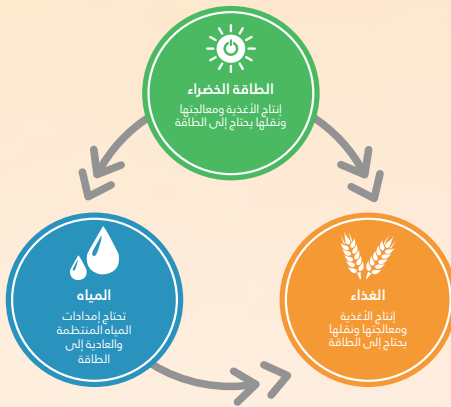 الطاقة الخضراء
إنتاج الأغذية ومعالجتها
ونقلها يحتاج إلى الطاقة
المياه
تحتاج إمدادات
المياه المنتظمة
والعادية إلى
الطاقة
الغذاء
إنتاج الأغذية
ومعالجتها ونقلها
يحتاج إلى الطاقة